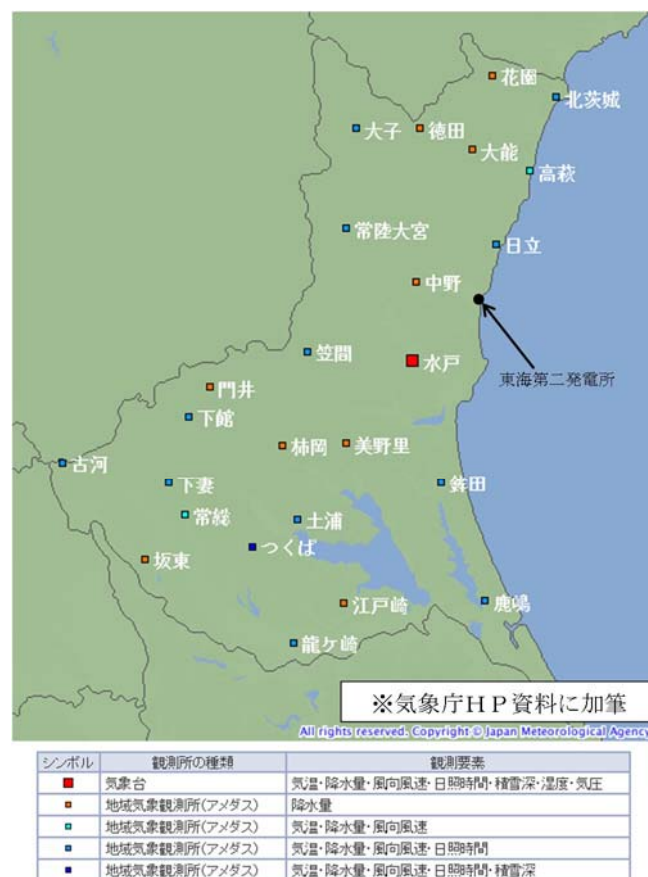 花園
北茨城
大子
徳田
大能
高萩
常陸大宮
日立
中野
笠間
水戸
東海第二発電所
門井
下館
柿岡
美野里
古河
下妻
鉾田
常総
土浦
つくば
坂東
江戸崎
鹿嶋
龍ケ崎
※気象庁HP資料に加筆
All rights reserved. Copyright © Japan Meteorological Agency
シンボル 観測所の種類 観測要素
気象台 気温・降水量・風向風速・日照時間・積雪深・湿度・気圧
地域気象観測所(アメダス) 降水量
地域気象観測所(アメダス) 気温・降水量・風向風速
地域気象観測所(アメダス) 気温・降水量・風向風速・日照時間
地域気象観測所(アメダス) 気温・降水量・風向風速・日照時間・積雪深